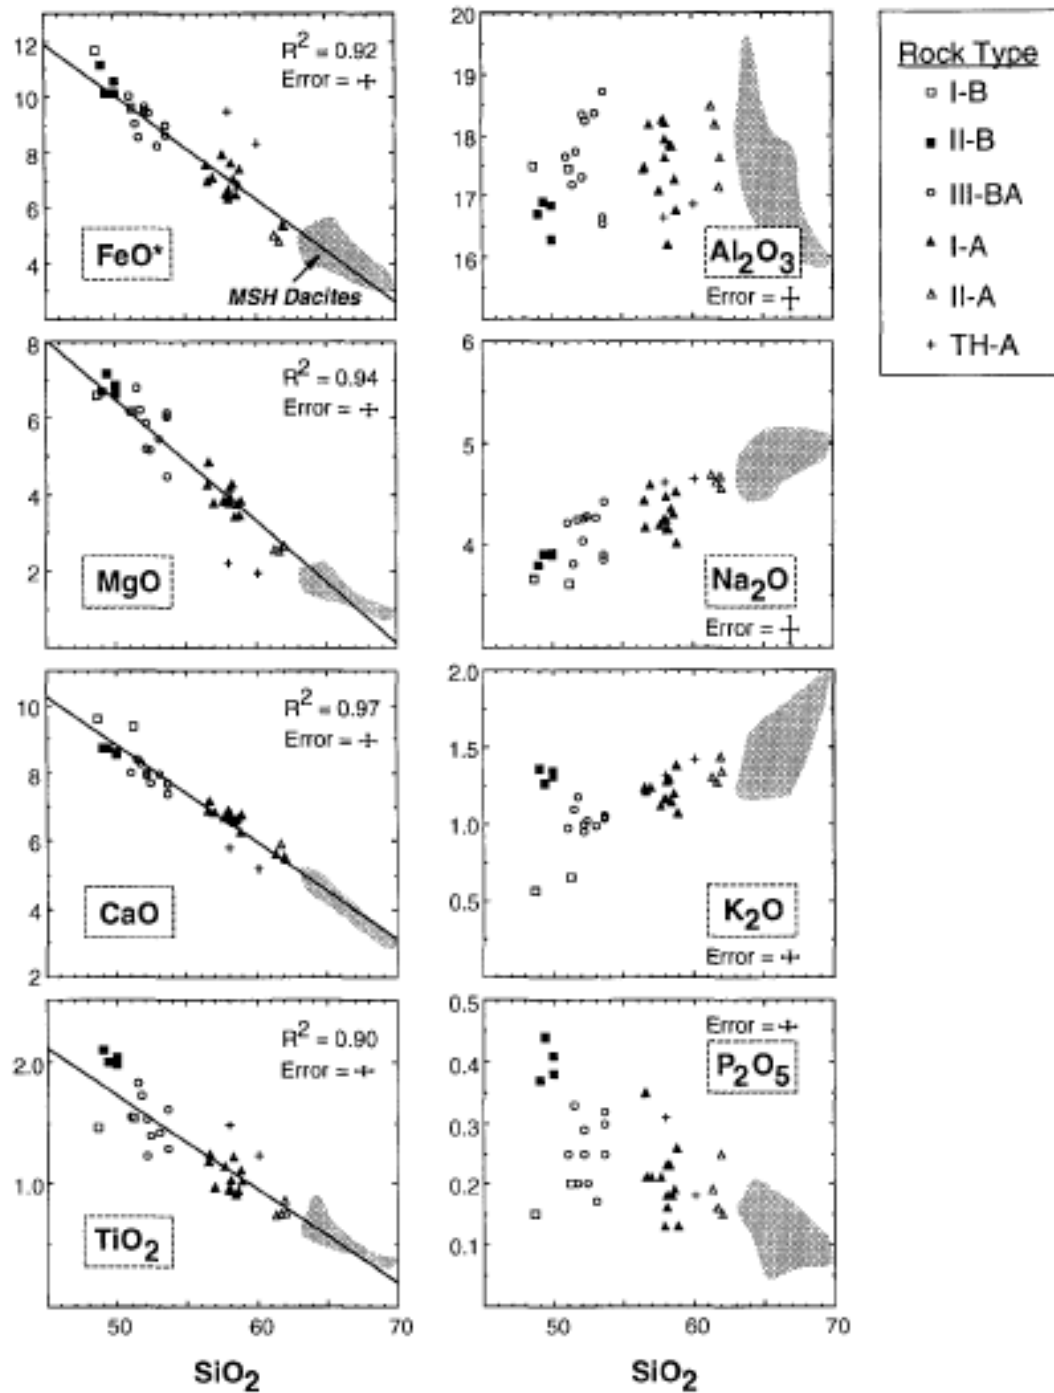 R2 = 0.92
Error =
12
10
8
6
4
FeO*
MSH Dacites
20
19
18
17
16
Al2O3
Error =
Rock Type
I-B
II-B
III-BA
I-A
II-A
TH-A
R2 = 0.94
Error =
8
6
4
2
MgO
6
5
4
Na2O
Error =
R2 = 0.97
Error =
10
8
6
4
2
CaO
2.0
1.5
1.0
0.5
K2O
Error =
R2 = 0.90
Error =
2.0
1.0
TiO2
50 60 70
SiO2
Error =
P2O5
0.5
0.4
0.3
0.2
0.1
50 60 70
SiO2